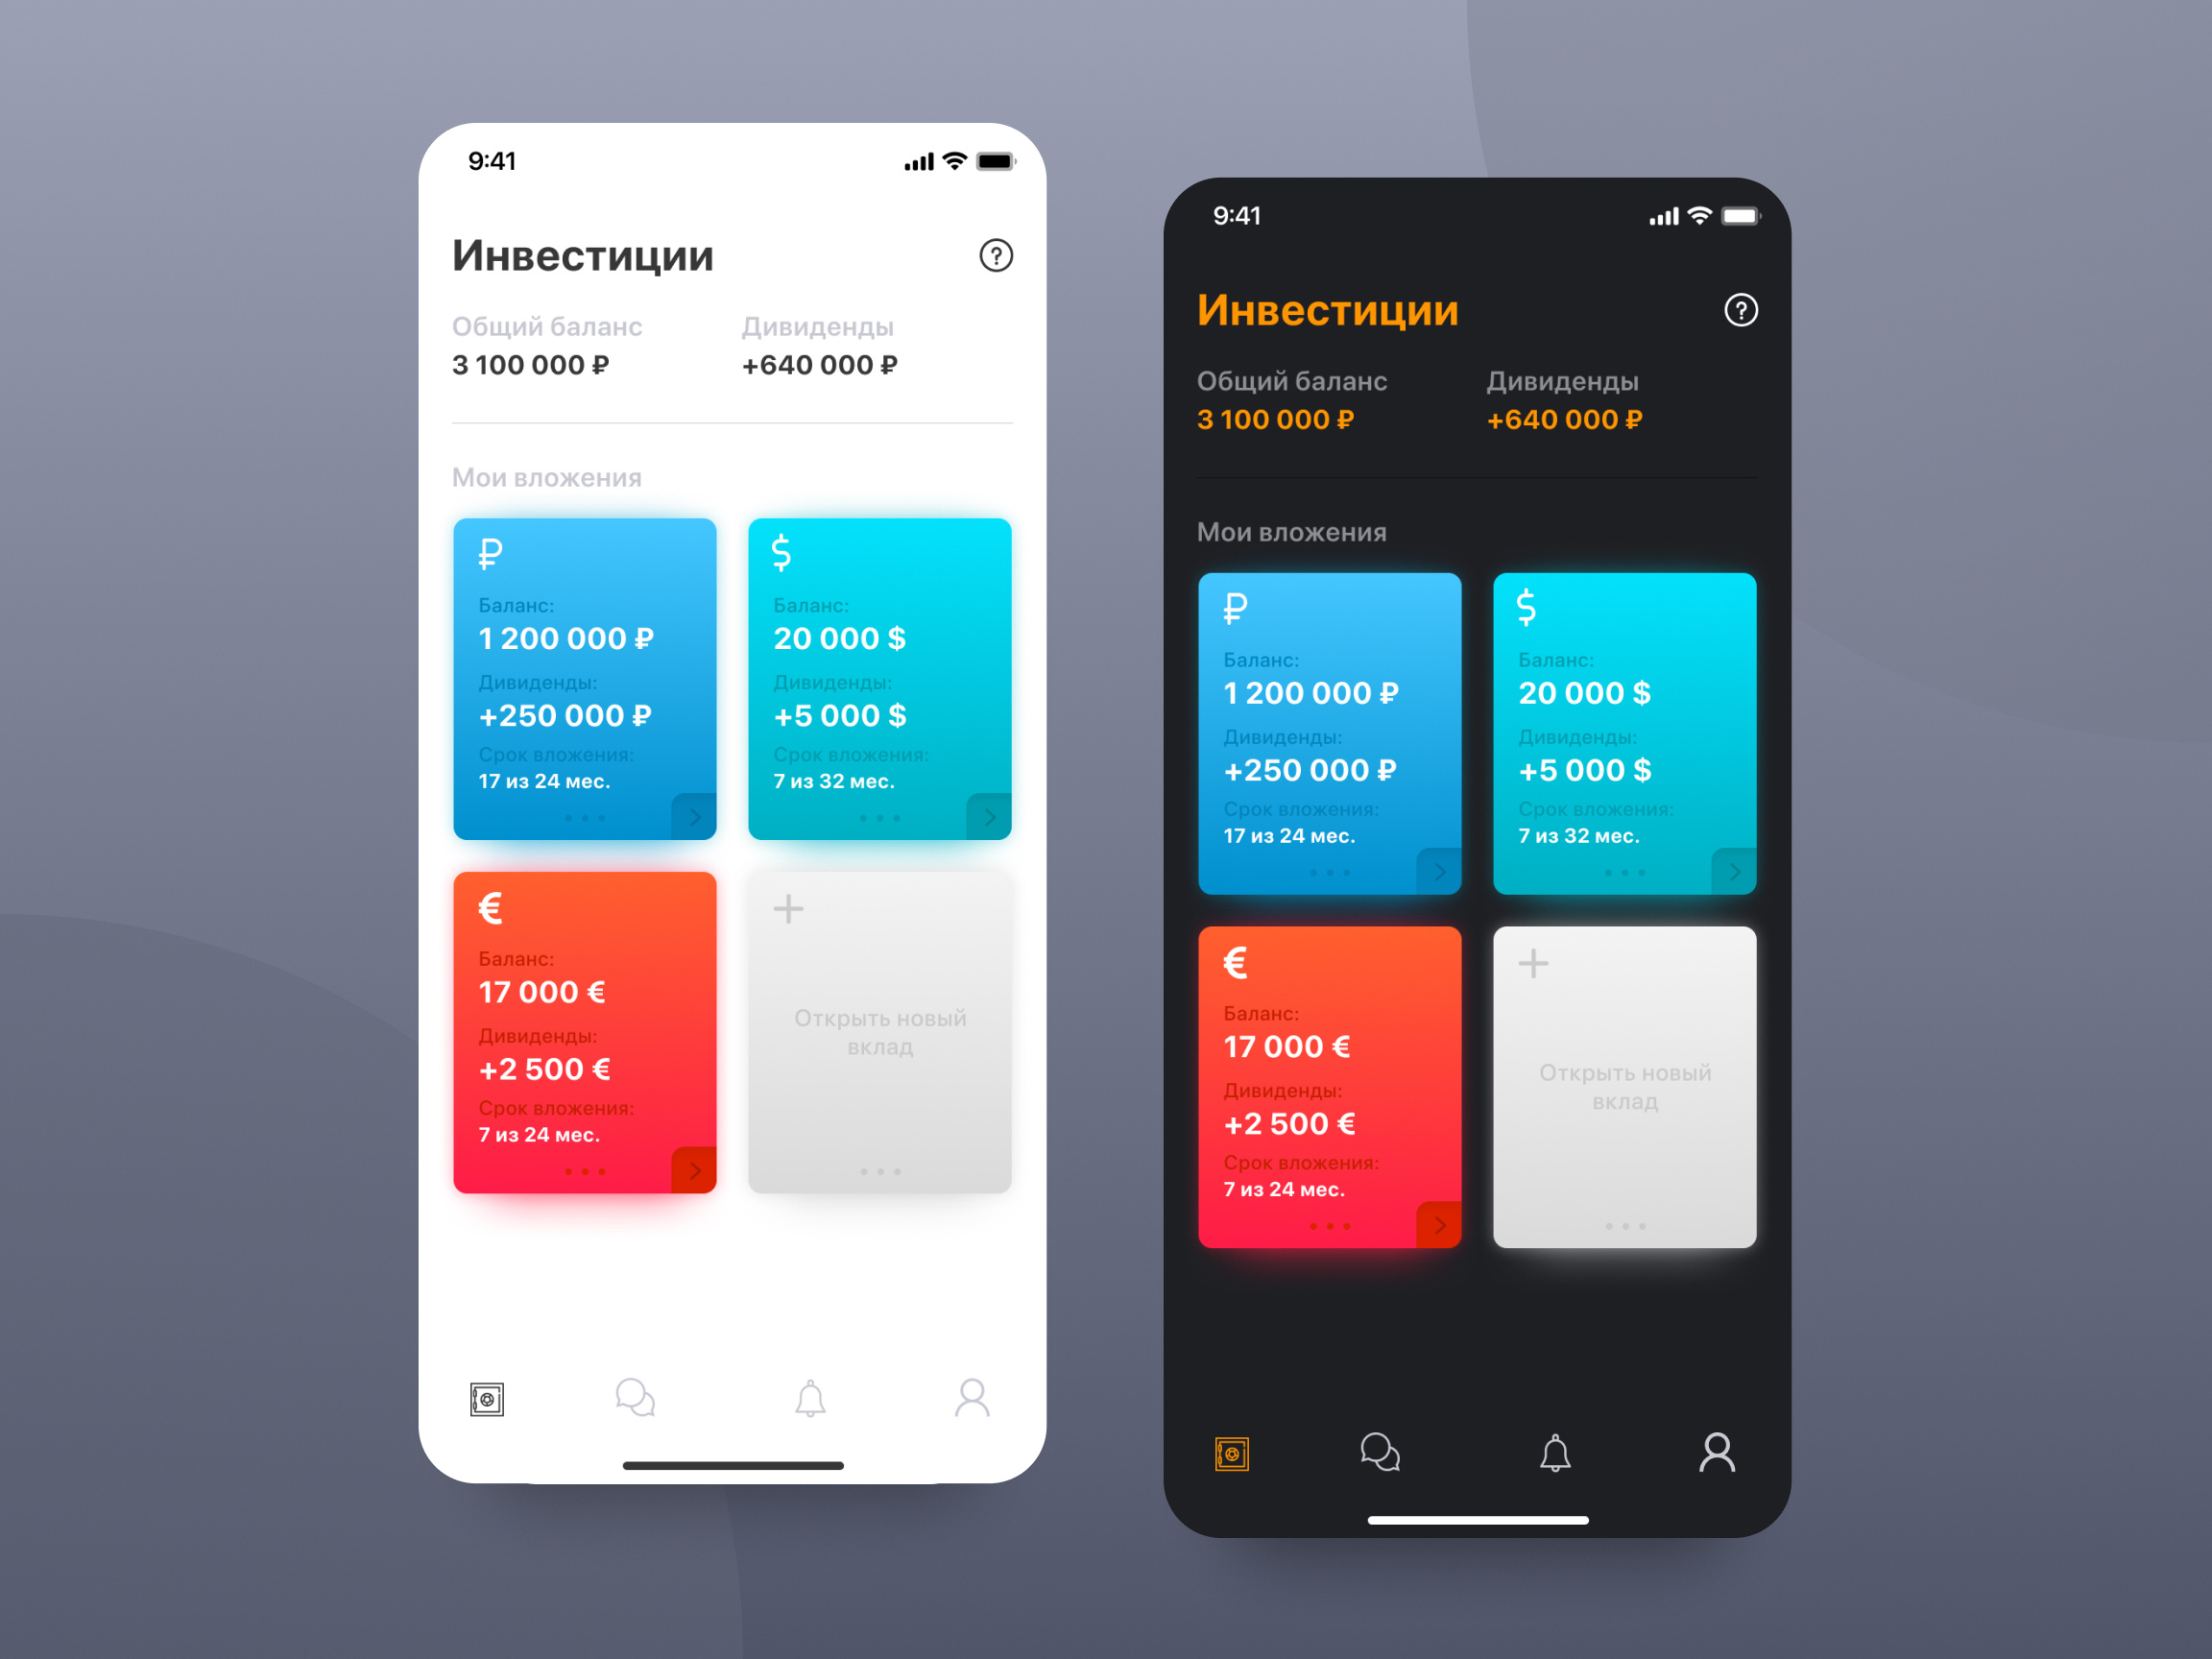 9:41
Инвестиции
Общий баланс Дивиденды
3 100 000 ₽ +640 000 ₽
Мои вложения
₽
Баланс:
1 200 000 ₽
Дивиденды:
+250 000 ₽
Срок вложения:
17 из 24 мес.
$
Баланс:
20 000 $
Дивиденды:
+5 000 $
Срок вложения:
7 из 32 мес.
€
Баланс:
17 000 €
Дивиденды:
+2 500 €
Срок вложения:
7 из 24 мес.
Открыть новый
вклад
9:41
Инвестиции
Общий баланс Дивиденды
3 100 000 ₽ +640 000 ₽
Мои вложения
₽
Баланс:
1 200 000 ₽
Дивиденды:
+250 000 ₽
Срок вложения:
17 из 24 мес.
$
Баланс:
20 000 $
Дивиденды:
+5 000 $
Срок вложения:
7 из 32 мес.
€
Баланс:
17 000 €
Дивиденды:
+2 500 €
Срок вложения:
7 из 24 мес.
Открыть новый
вклад